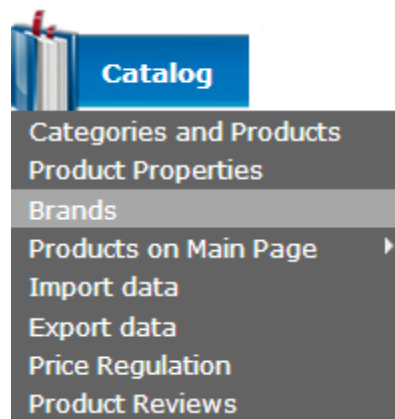 Catalog
Categories and Products
Product Properties
Brands
Products on Main Page
Import data
Export data
Price Regulation
Product Reviews